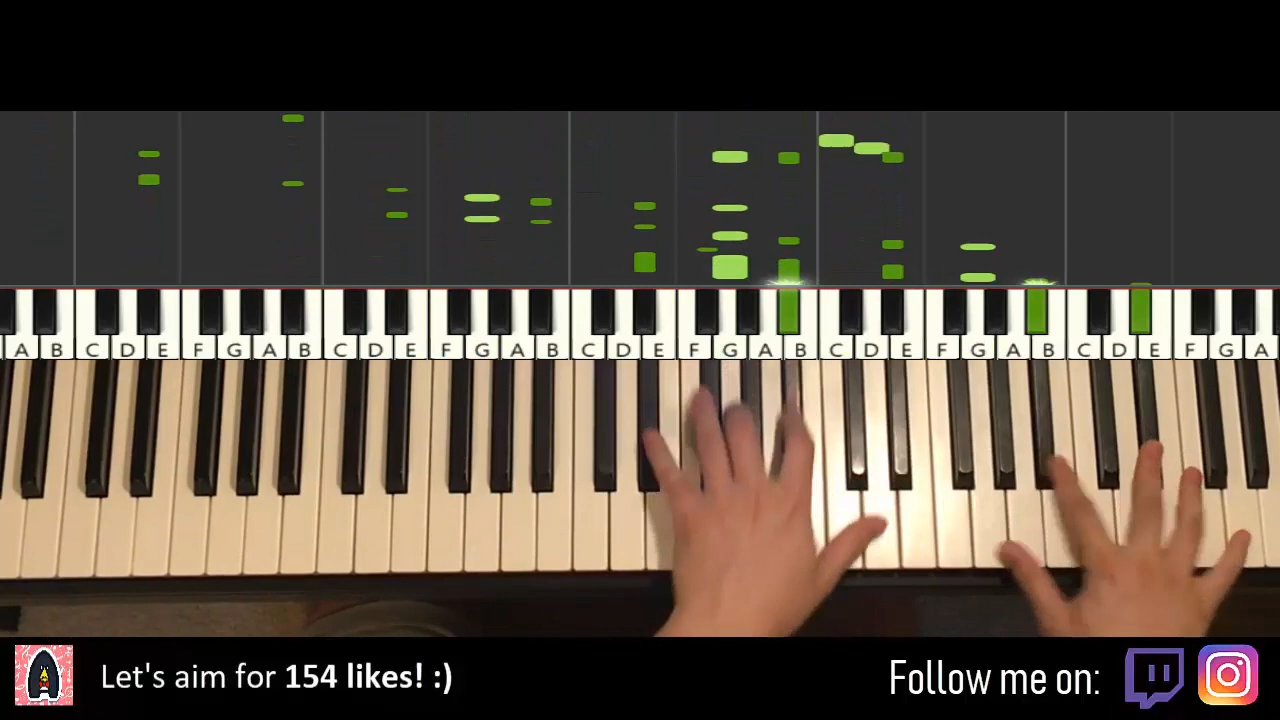 A B C D E F G A B C D E F G A B C D E F G A B C D E F G A B C D E F G A
Let's aim for 154 likes! :)
Follow me on: